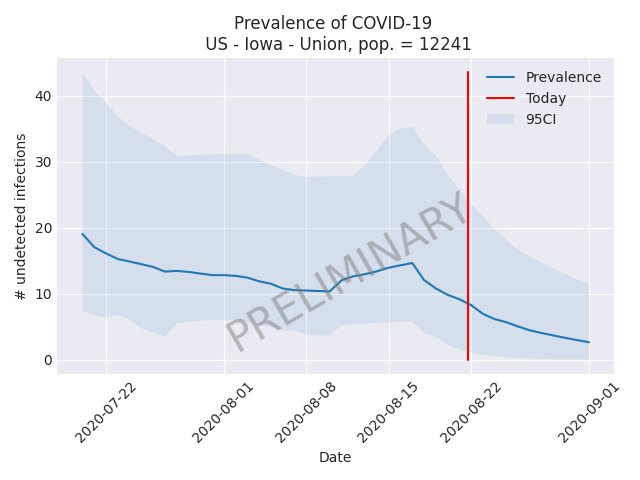 Prevalence of COVID-19
US - Iowa - Union, pop. = 12241
Prevalence
Today
95CI
# undetected infections
40
30
20
10
0
PRELIMINARY
2020-07-22
2020-08-01
2020-08-08
2020-08-15
2020-08-22
2020-09-01
Date